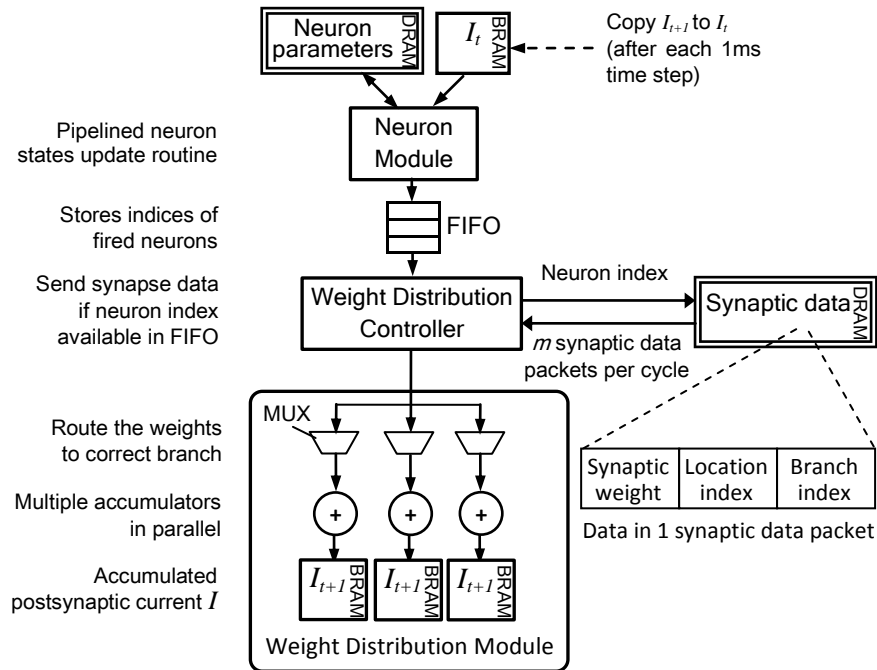 Neuron
parameters
DRAM
I_t
BRAM
Copy I_{t+1} to I_t
(after each 1ms
time step)
Pipelined neuron
states update routine
Neuron
Module
Stores indices of
fired neurons
FIFO
Send synapse data
if neuron index
available in FIFO
Weight Distribution
Controller
Neuron index
m synaptic data
packets per cycle
Synaptic data
DRAM
MUX
Route the weights
to correct branch
Multiple accumulators
in parallel
+
+
+
Accumulated
postsynaptic current I
I_{t+1}
BRAM
I_{t+1}
BRAM
I_{t+1}
BRAM
Weight Distribution Module
Synaptic
weight
Location
index
Branch
index
Data in 1 synaptic data packet